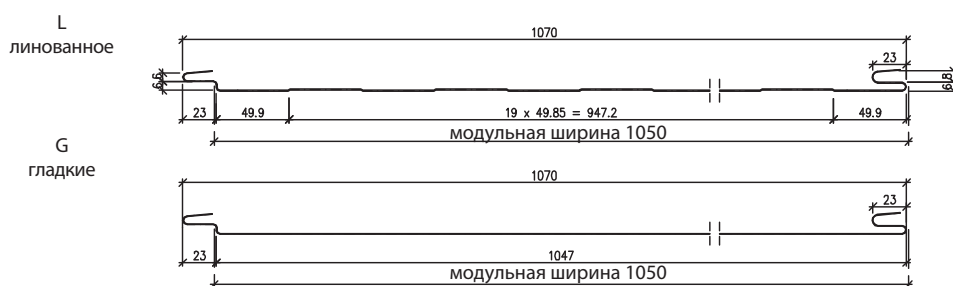 L
линованное
1070
23
6.6
6.8
23
49.9
19 x 49.85 = 947.2
49.9
модульная ширина 1050
G
гладкие
1070
23
23
1047
модульная ширина 1050